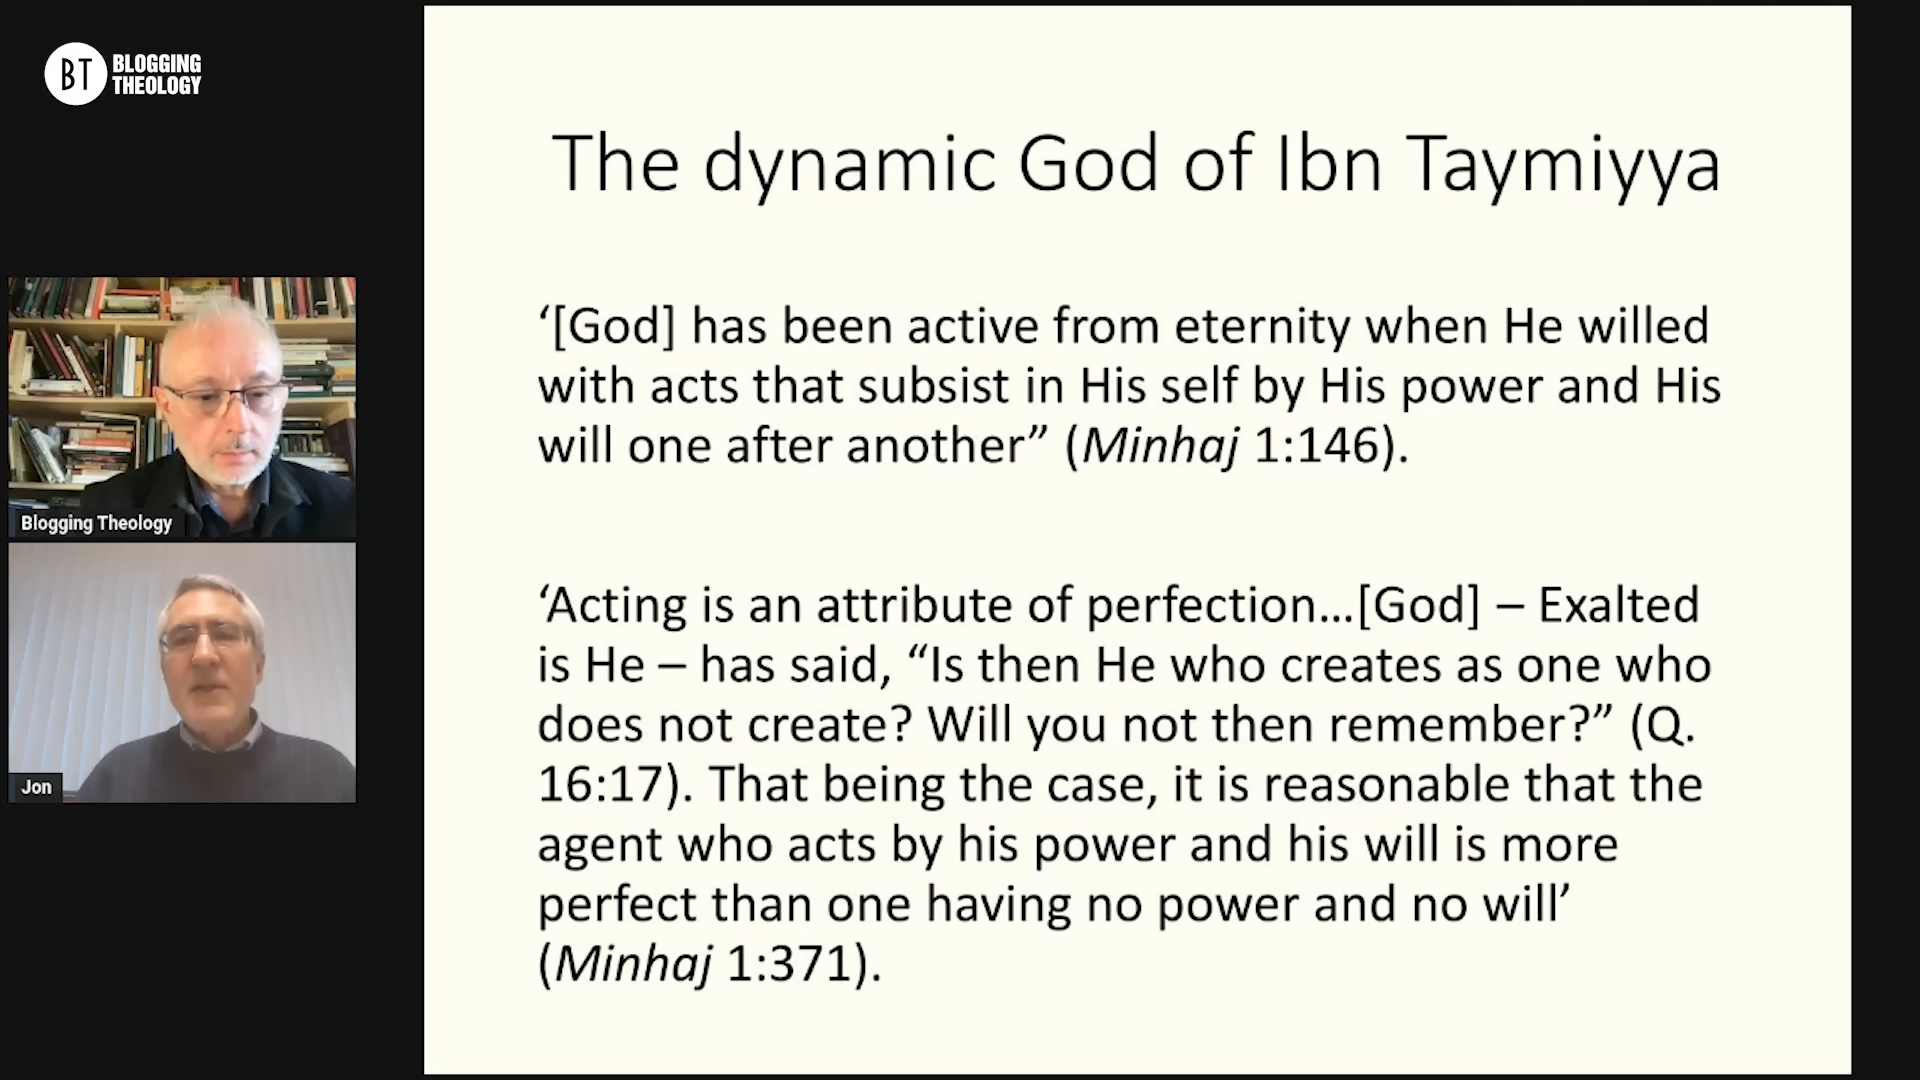 BT
BLOGGING
THEOLOGY
The dynamic God of Ibn Taymiyya
‘[God] has been active from eternity when He willed
with acts that subsist in His self by His power and His
will one after another” (Minhaj 1:146).
‘Acting is an attribute of perfection...[God] – Exalted
is He – has said, “Is then He who creates as one who
does not create? Will you not then remember?” (Q.
16:17). That being the case, it is reasonable that the
agent who acts by his power and his will is more
perfect than one having no power and no will’
(Minhaj 1:371).
Blogging Theology
Jon